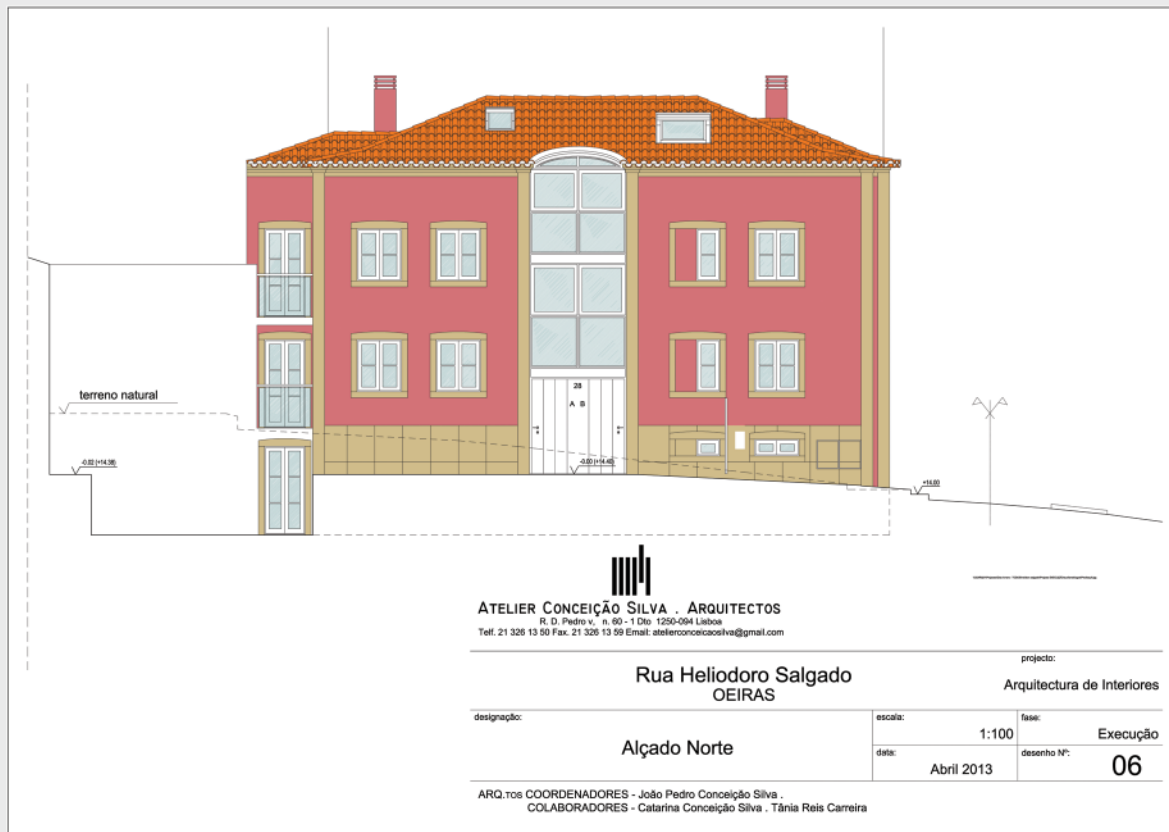 28
A B
terreno natural
-0.02 (+14.38)
-0.00 (+14.40)
+14.00
ATELIER CONCEIÇÃO SILVA . ARQUITECTOS
R. D. Pedro v, n. 60 - 1 Dto 1250-094 Lisboa
Telf. 21 326 13 50 Fax. 21 326 13 59 Email: atelierconceicaosilva@gmail.com
projecto:
Rua Heliodoro Salgado
OEIRAS
Arquitectura de Interiores
designação:
Alçado Norte
escala:
1:100
fase:
Execução
data:
Abril 2013
desenho Nº:
06
ARQ.TOS COORDENADORES - João Pedro Conceição Silva .
COLABORADORES - Catarina Conceição Silva . Tânia Reis Carreira